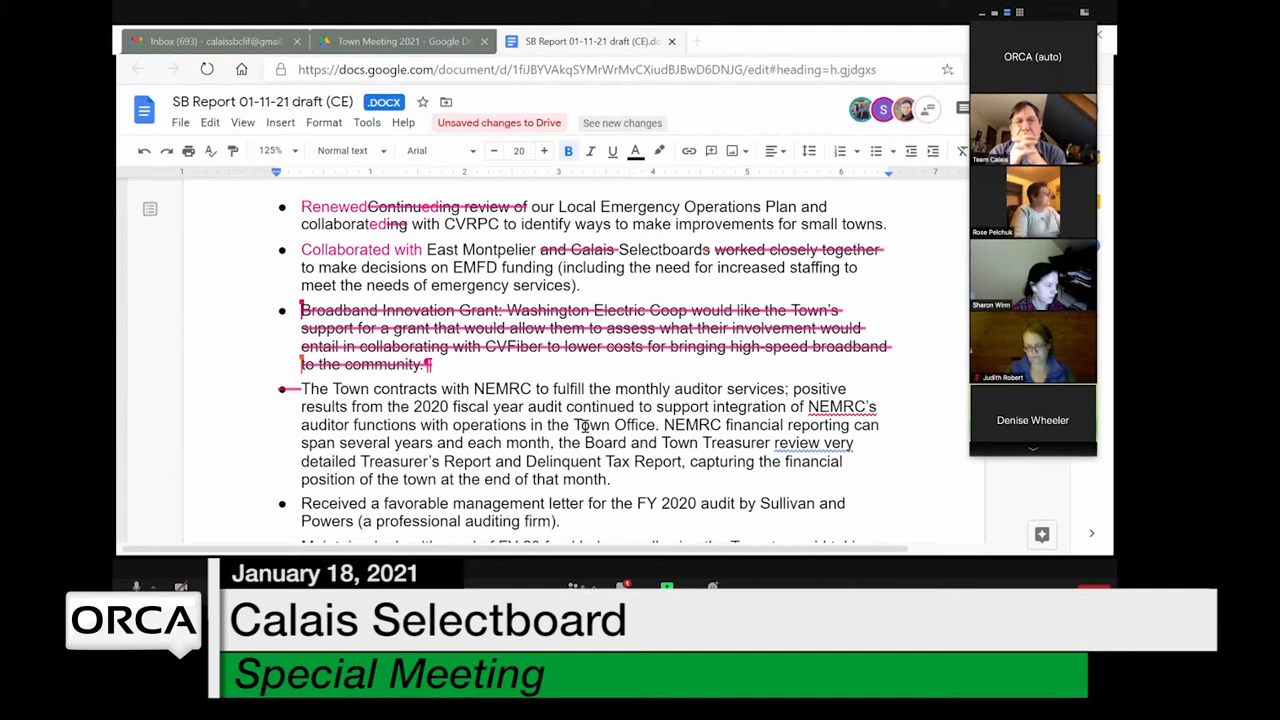 Inbox (693) - calaissbclif@gmail
Town Meeting 2021 - Google Dr
SB Report 01-11-21 draft (CE).do
https://docs.google.com/document/d/1fiJBYVAkqSYMrWrMvCXiudBJBwD6DNJG/edit#heading=h.gjdgxs
SB Report 01-11-21 draft (CE) .DOCX
File Edit View Insert Format Tools Help Unsaved changes to Drive See new changes
125% Normal text Arial 20 B I U A
1 1 2 3 4 5 6 7
RenewedContinueding review of our Local Emergency Operations Plan and
collaborateding with CVRPC to identify ways to make improvements for small towns.
Collaborated with East Montpelier and Calais Selectboards worked closely together
to make decisions on EMFD funding (including the need for increased staffing to
meet the needs of emergency services).
Broadband Innovation Grant: Washington Electric Coop would like the Town's
support for a grant that would allow them to assess what their involvement would
entail in collaborating with CVFiber to lower costs for bringing high-speed broadband
to the community.¶
The Town contracts with NEMRC to fulfill the monthly auditor services; positive
results from the 2020 fiscal year audit continued to support integration of NEMRC's
auditor functions with operations in the Town Office. NEMRC financial reporting can
span several years and each month, the Board and Town Treasurer review very
detailed Treasurer's Report and Delinquent Tax Report, capturing the financial
position of the town at the end of that month.
Received a favorable management letter for the FY 2020 audit by Sullivan and
Powers (a professional auditing firm).
ORCA (auto)
Team Calais
Rose Pelchuk
Sharon Winn
Judith Robert
Denise Wheeler
January 18, 2021
ORCA
Calais Selectboard
Special Meeting